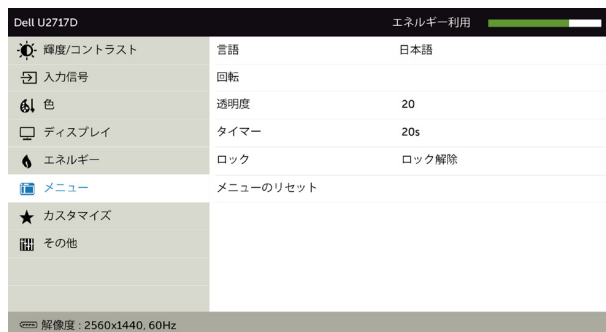 Dell U2717D エネルギー利用
輝度/コントラスト 言語 日本語
入力信号 回転
色 透明度 20
ディスプレイ タイマー 20s
エネルギー ロック ロック解除
メニュー メニューのリセット
カスタマイズ
その他
解像度 : 2560x1440, 60Hz